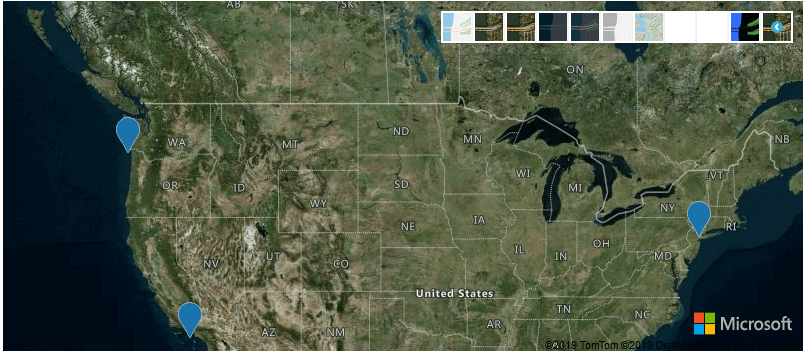 AB
SK
ON
WA
MT
ND
MN
NB
OR
ID
SD
WI
MI
VT
WY
NY
NE
IA
RI
NV
UT
CO
IL
IN
OH
MD
United States
AZ
NM
AR
TN
NC
Microsoft
©2019 TomTom ©2019 Digital